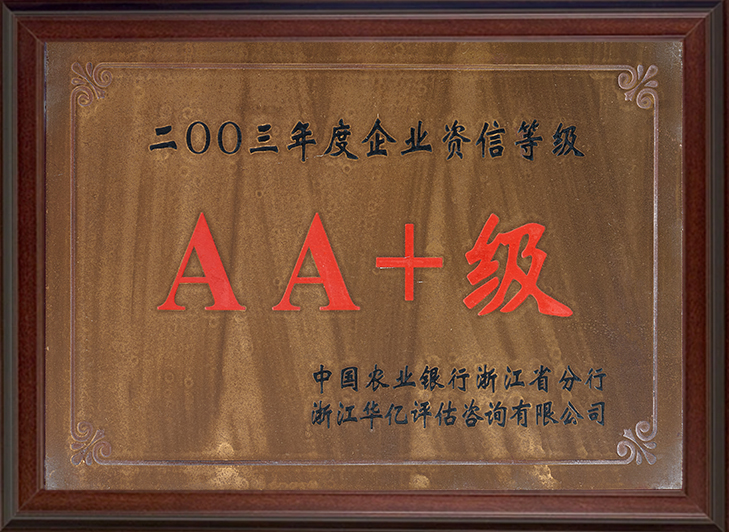 二OO三年度企业资信等级
AA+级
中国农业银行浙江省分行
浙江华亿评估咨询有限公司